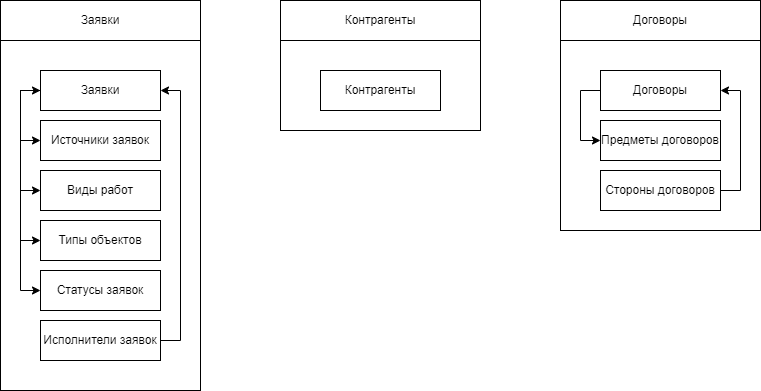 Заявки
Заявки
Источники заявок
Виды работ
Типы объектов
Статусы заявок
Исполнители заявок
Контрагенты
Контрагенты
Договоры
Договоры
Предметы договоров
Стороны договоров